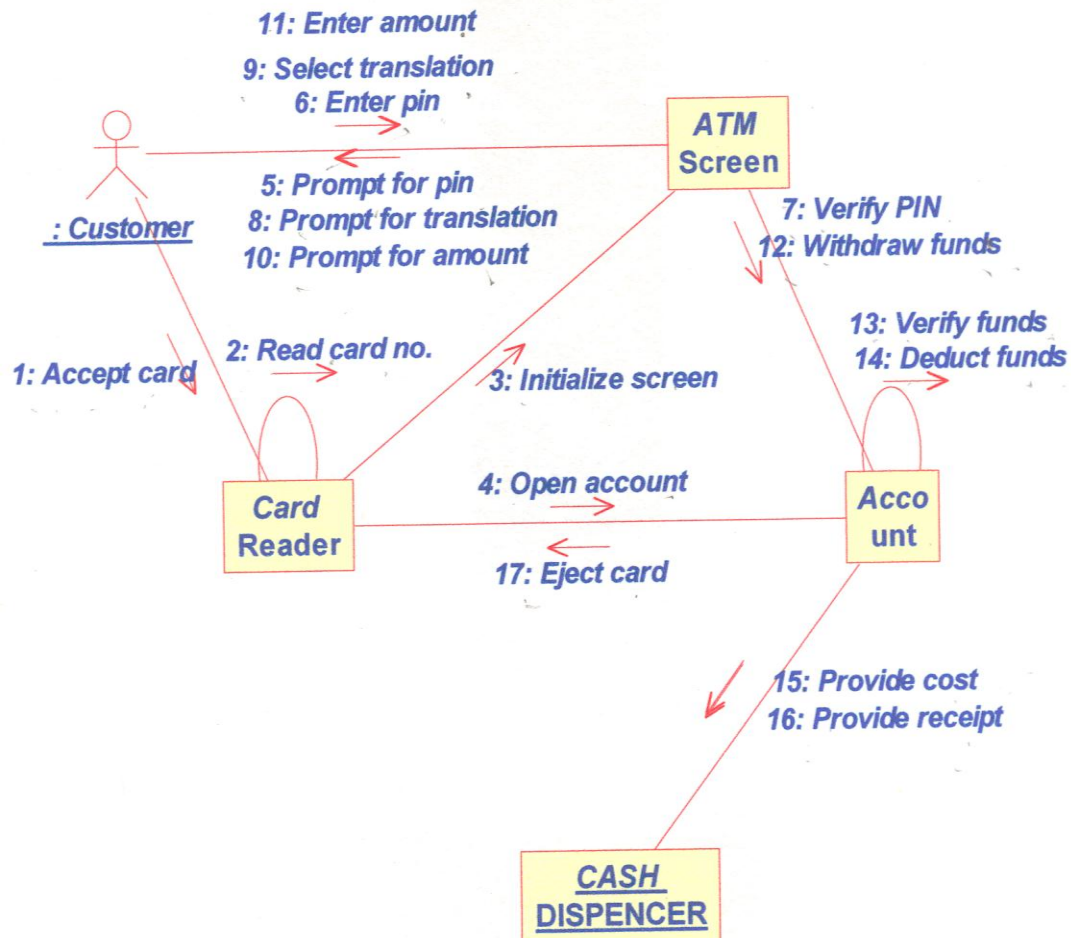 11: Enter amount
9: Select translation
6: Enter pin
ATM
Screen
5: Prompt for pin
8: Prompt for translation
10: Prompt for amount
: Customer
7: Verify PIN
12: Withdraw funds
13: Verify funds
14: Deduct funds
1: Accept card
2: Read card no.
3: Initialize screen
4: Open account
Card
Reader
Acco
unt
17: Eject card
15: Provide cost
16: Provide receipt
CASH
DISPENCER